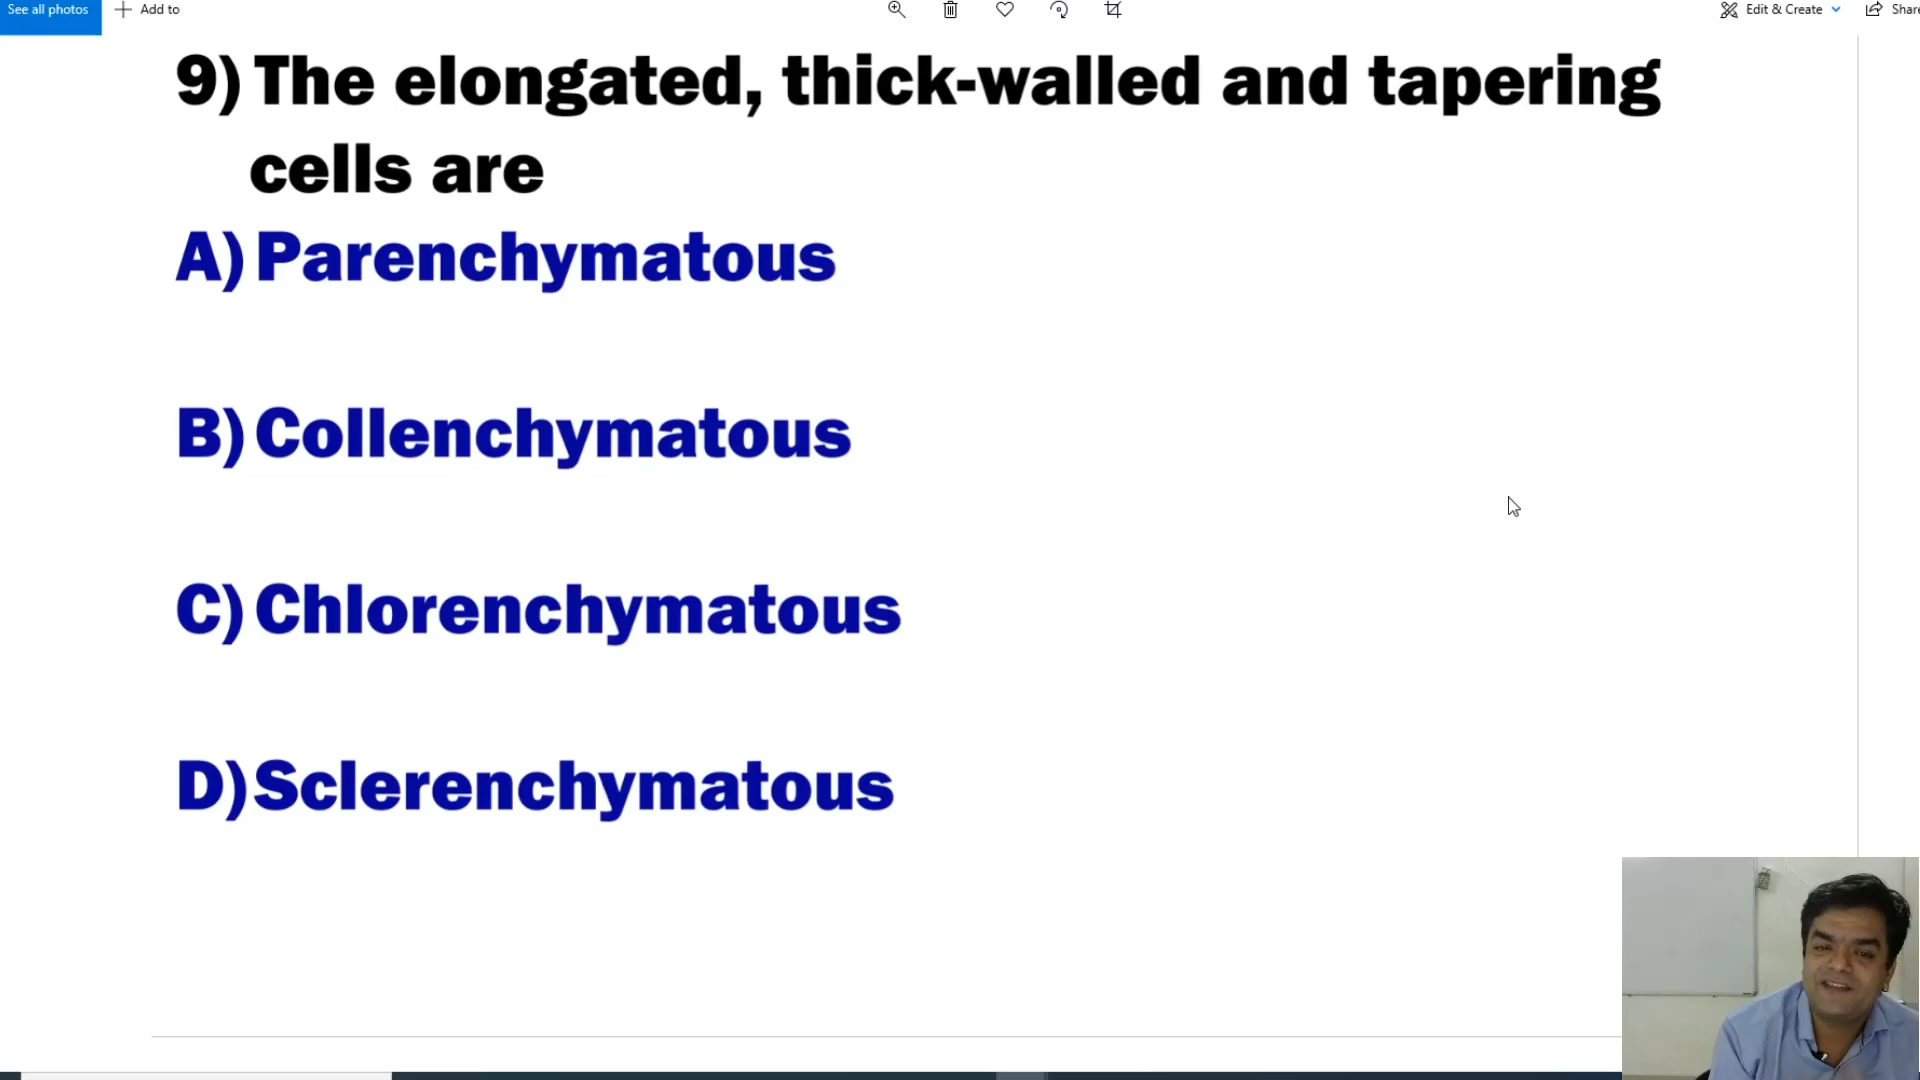 See all photos Add to Edit & Create Share
9) The elongated, thick-walled and tapering
cells are
A) Parenchymatous
B) Collenchymatous
C) Chlorenchymatous
D) Sclerenchymatous